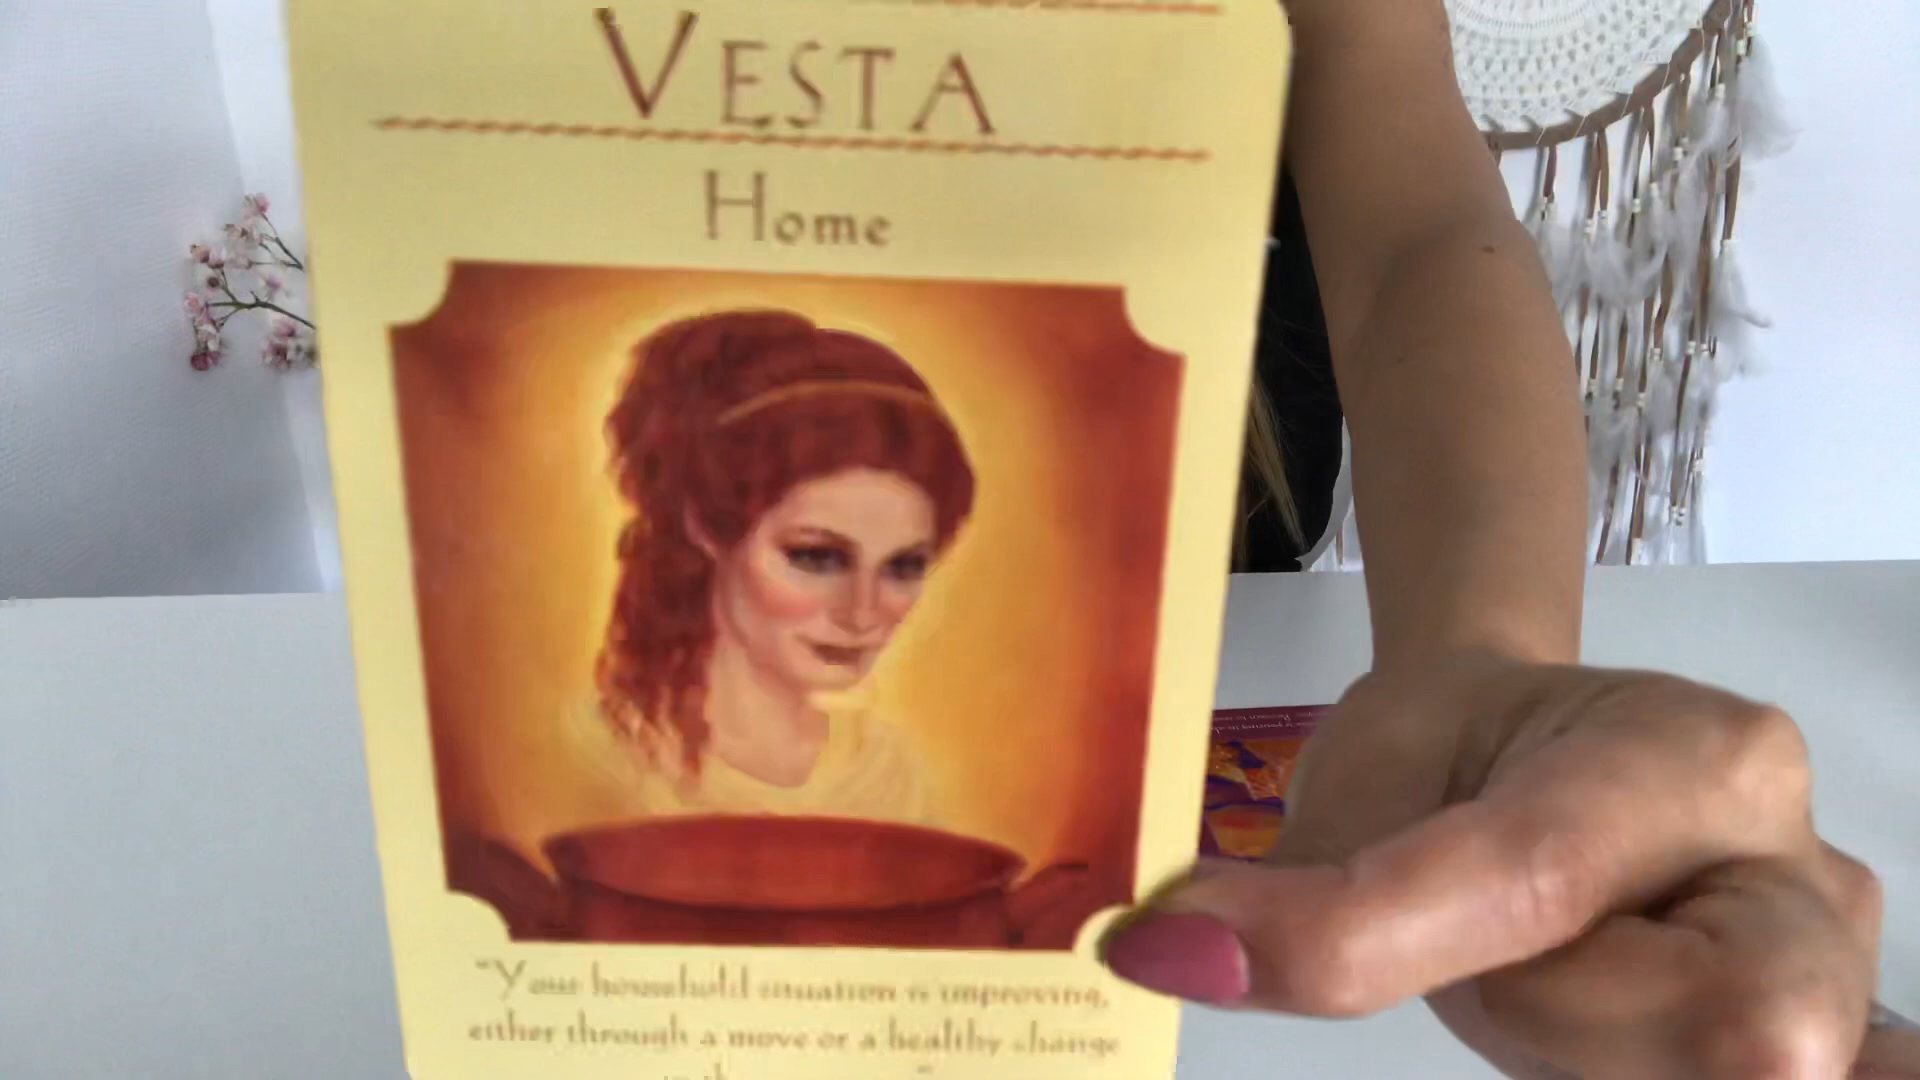 VESTA
Home
"Your household situation is improving,
either through a move or a healthy change